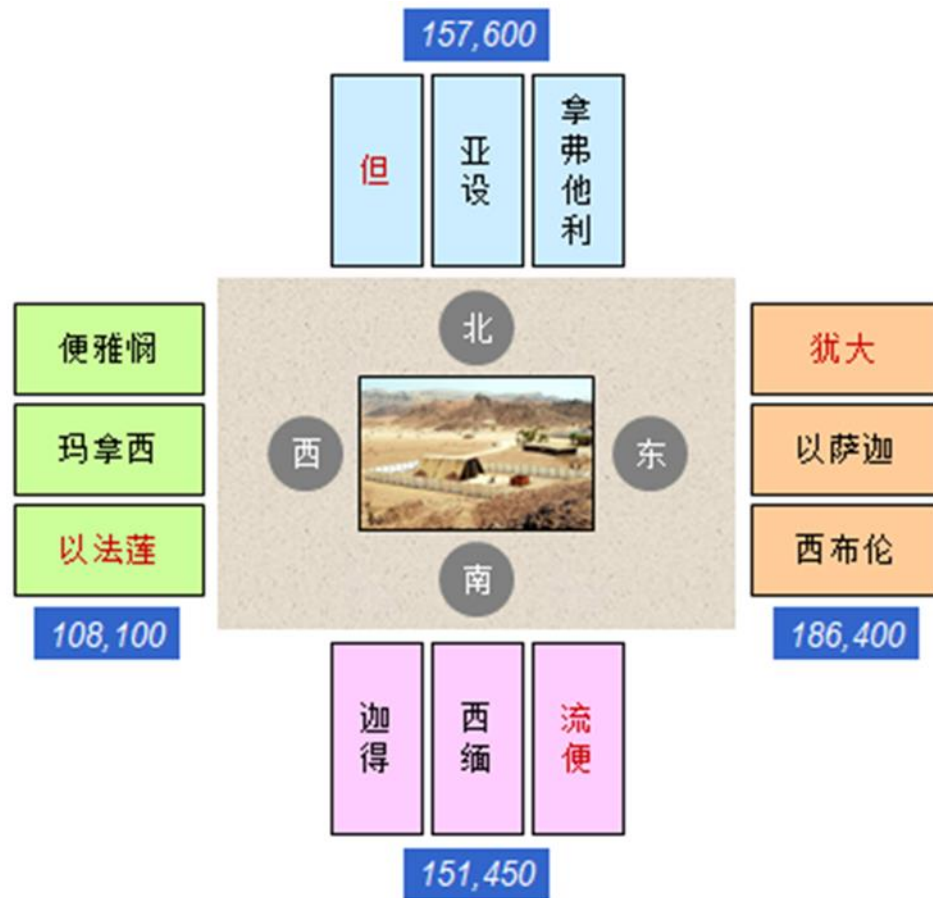 157,600
但
亚设
拿弗他利
北
便雅悯
玛拿西
以法莲
108,100
西
东
犹大
以萨迦
西布伦
186,400
南
迦得
西缅
流便
151,450